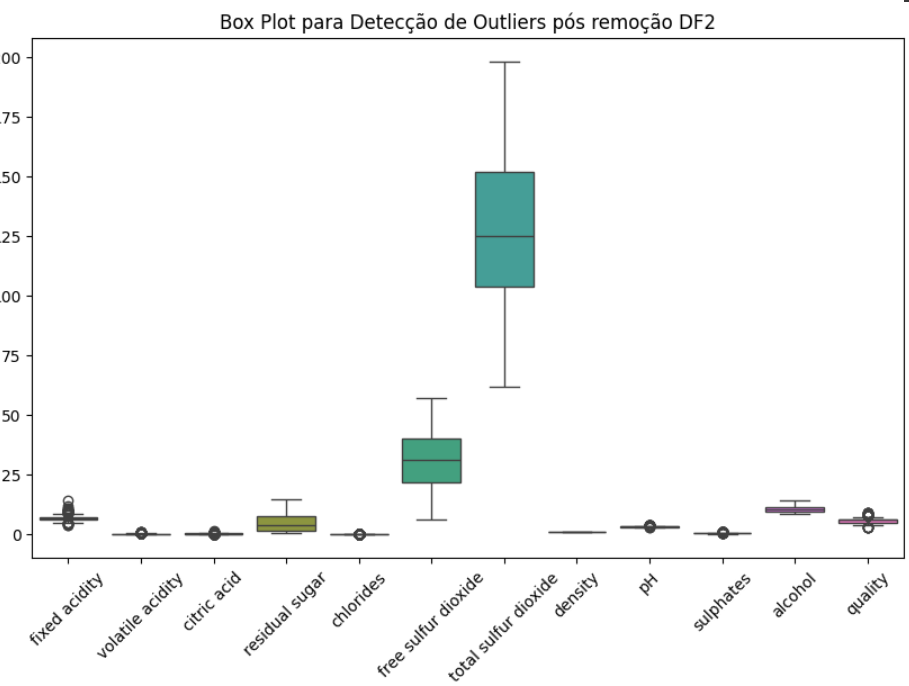 Box Plot para Detecção de Outliers pós remoção DF2
00
75
50
25
00
75
50
25
0
fixed acidity
volatile acidity
citric acid
residual sugar
chlorides
free sulfur dioxide
total sulfur dioxide
density
pH
sulphates
alcohol
quality